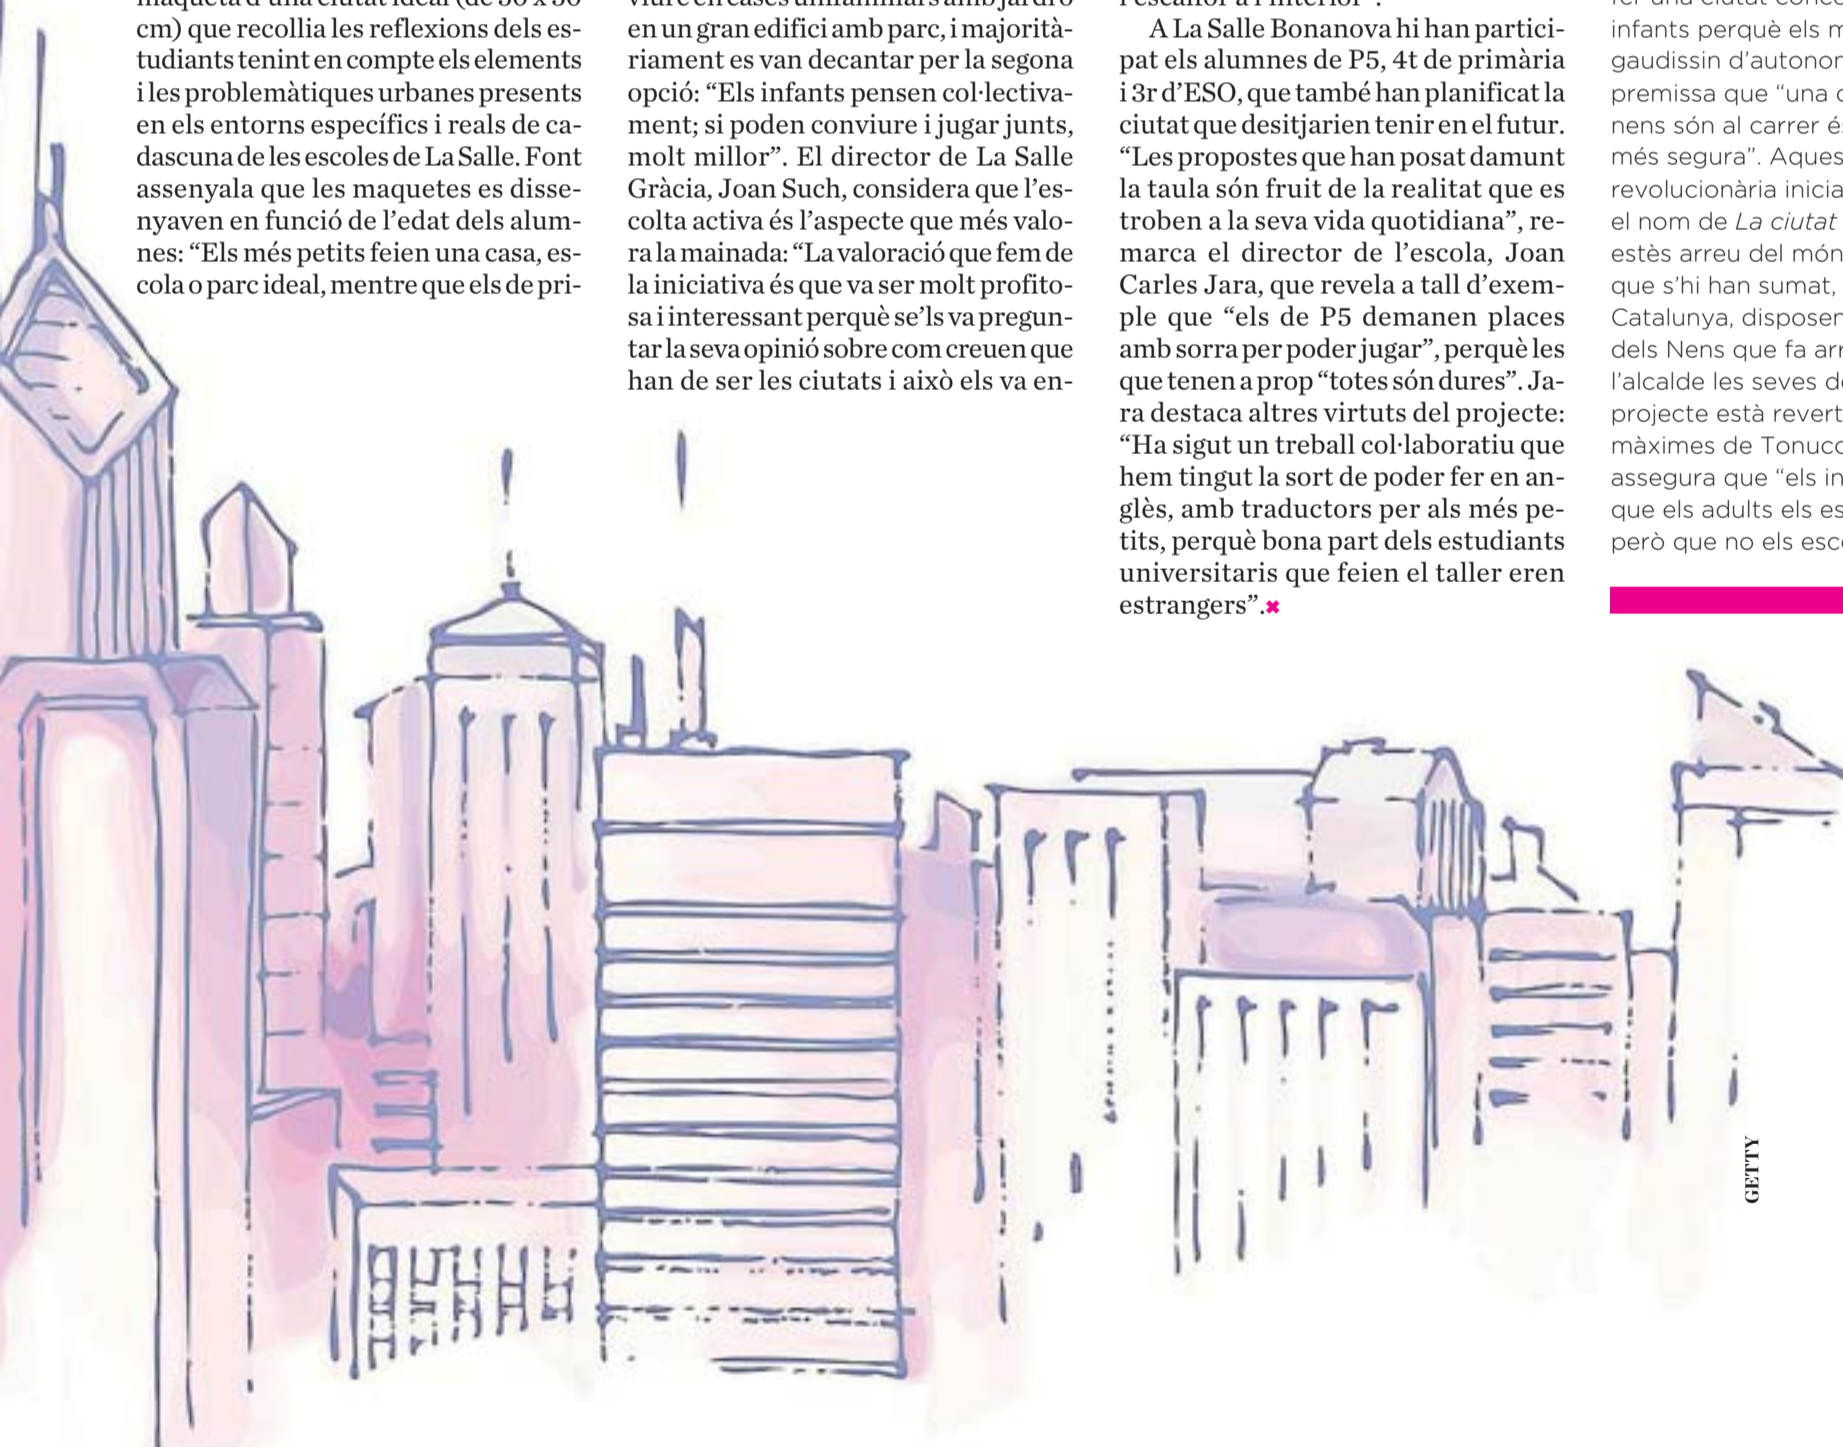 cm) que recollia les reflexions dels es-
tudiants tenint en compte els elements
i les problemàtiques urbanes presents
en els entorns específics i reals de ca-
dascuna de les escoles de La Salle. Font
assenyala que les maquetes es disse-
nyaven en funció de l’edat dels alum-
nes: “Els més petits feien una casa, es-
cola o parc ideal, mentre que els de pri-
viure en cases unifamiliars amb jardí o
en un gran edifici amb parc, i majorità-
riament es van decantar per la segona
opció: “Els infants pensen col·lectiva-
ment; si poden conviure i jugar junts,
molt millor”. El director de La Salle
Gràcia, Joan Such, considera que l’es-
colta activa és l’aspecte que més valo-
ra la mainada: “La valoració que fem de
la iniciativa és que va ser molt profito-
sa i interessant perquè se’ls va pregun-
tar la seva opinió sobre com creuen que
han de ser les ciutats i això els va en-
A La Salle Bonanova hi han partici-
pat els alumnes de P5, 4t de primària
i 3r d’ESO, que també han planificat la
ciutat que desitjarien tenir en el futur.
“Les propostes que han posat damunt
la taula són fruit de la realitat que es
troben a la seva vida quotidiana”, re-
marca el director de l’escola, Joan
Carles Jara, que revela a tall d’exem-
ple que “els de P5 demanen places
amb sorra per poder jugar”, perquè les
que tenen a prop “totes són dures”. Ja-
ra destaca altres virtuts del projecte:
“Ha sigut un treball col·laboratiu que
hem tingut la sort de poder fer en an-
glès, amb traductors per als més pe-
tits, perquè bona part dels estudiants
universitaris que feien el taller eren
estrangers”.
infants perquè els
gaudissin d’autonom
premissa que “una
nens són al carrer
més segura”. Aques
revolucionària inicia
el nom de La ciutat
estès arreu del món
que s’hi han sumat,
Catalunya, disposen
dels Nens que fa
l’alcalde les seves
projecte està revert
màximes de Tonucc
assegura que “els in
que els adults els es
però que no els esc
GETTY